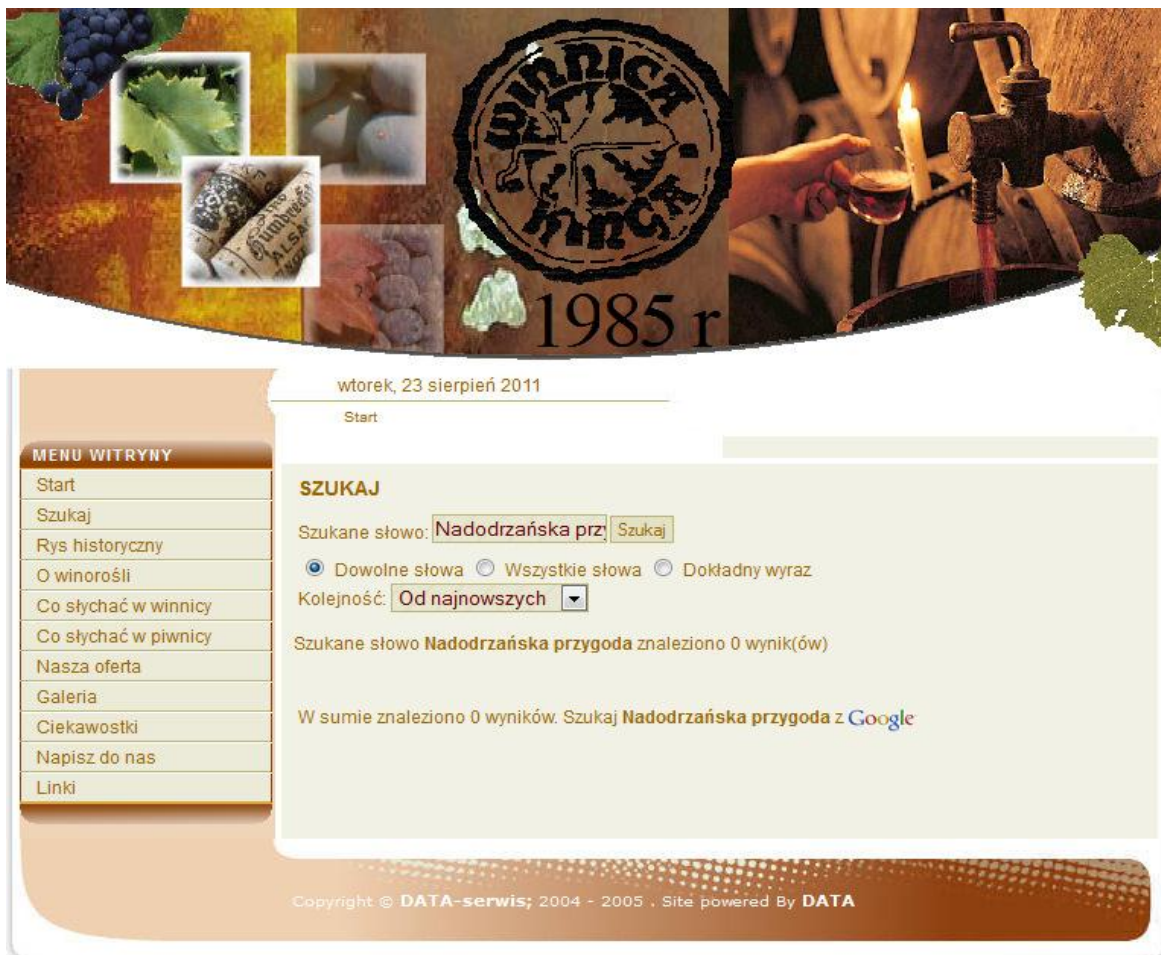 WINNICA
KINGA
1985 r
wtorek, 23 sierpień 2011
Start
MENU WITRYNY
Start
Szukaj
Rys historyczny
O winorośli
Co słychać w winnicy
Co słychać w piwnicy
Nasza oferta
Galeria
Ciekawostki
Napisz do nas
Linki
SZUKAJ
Szukane słowo: Nadodrzańska przy Szukaj
Dowolne słowa Wszystkie słowa Dokładny wyraz
Kolejność: Od najnowszych
Szukane słowo Nadodrzańska przygoda znaleziono 0 wynik(ów)
W sumie znaleziono 0 wyników. Szukaj Nadodrzańska przygoda z Google
Copyright © DATA-serwis; 2004 - 2005 . Site powered By DATA